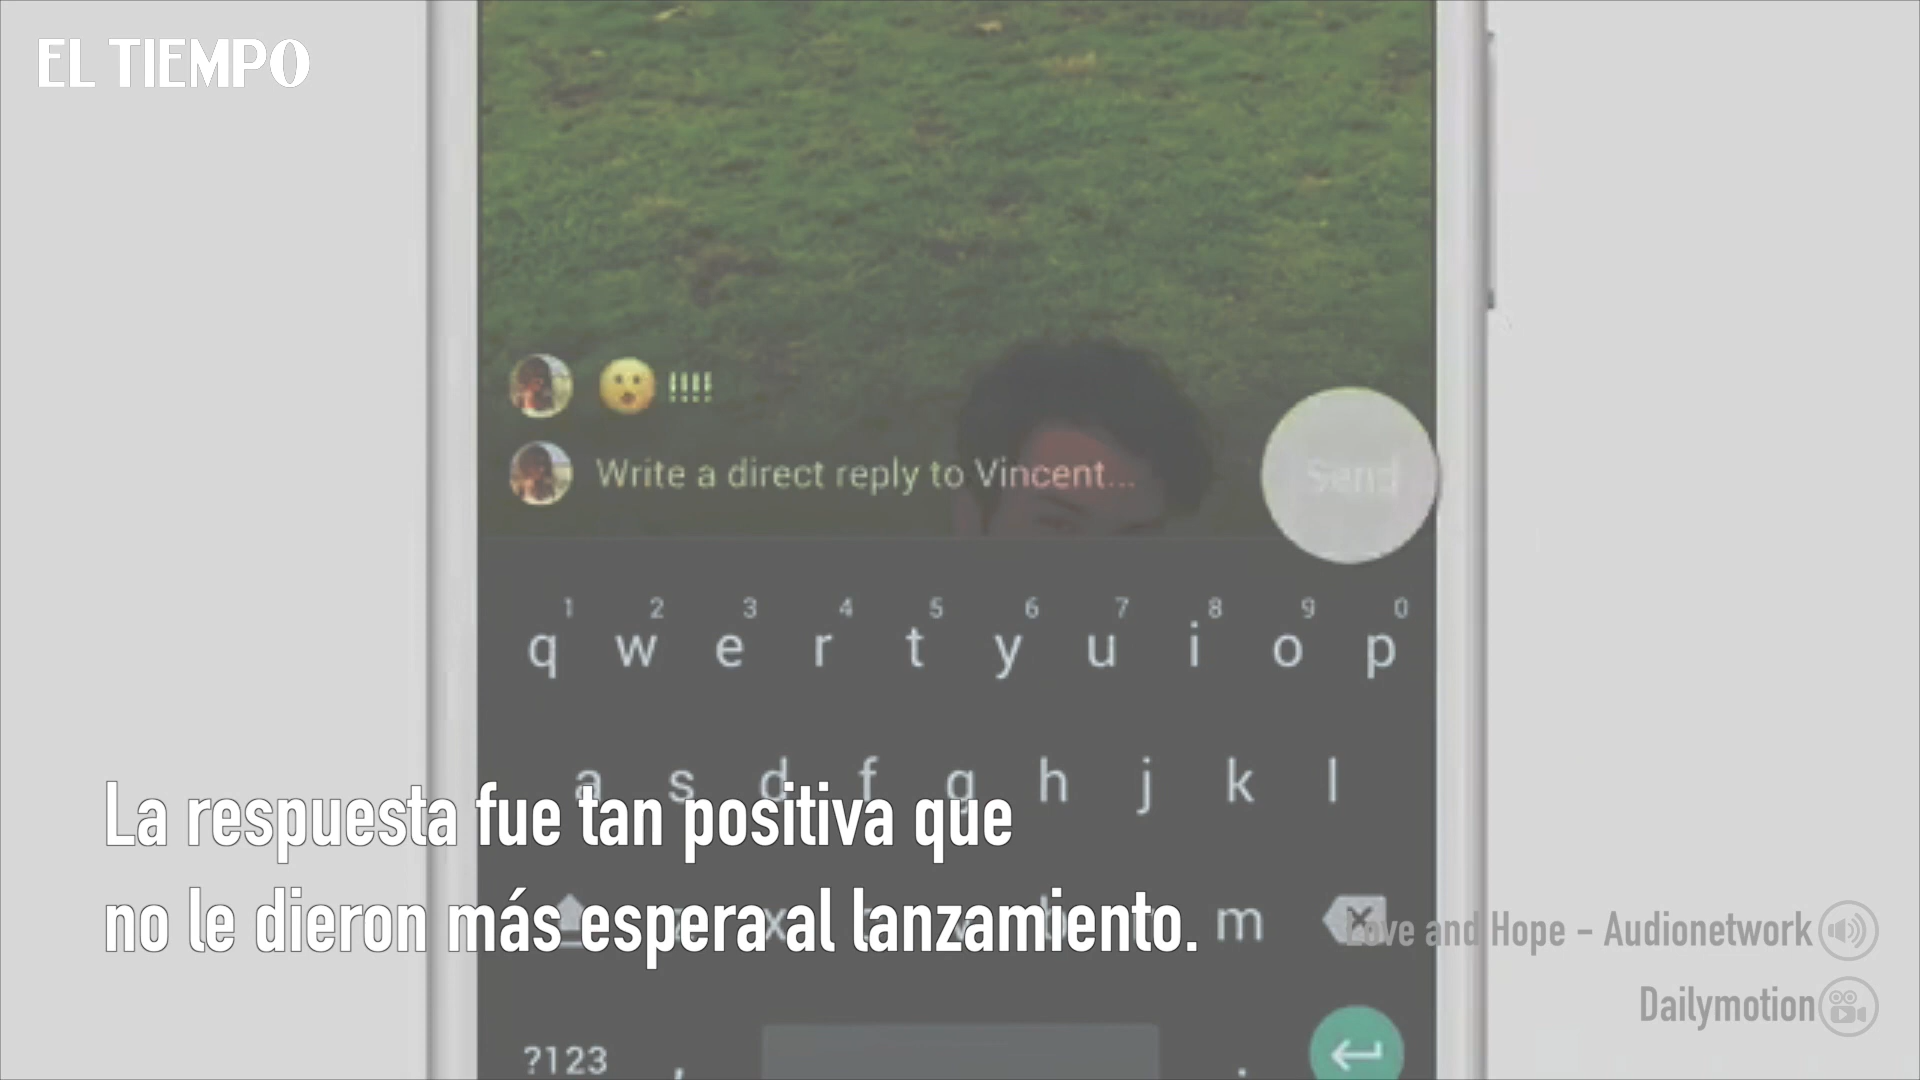 EL TIEMPO
!!!!
Write a direct reply to Vincent...
Send
1 2 3 4 5 6 7 8 9 0
q w e r t y u i o p
a s d f g h j k l
La respuesta fue tan positiva que
no le dieron más espera al lanzamiento.
z x c v b m
Love and Hope - Audionetwork
Dailymotion
?123 , .